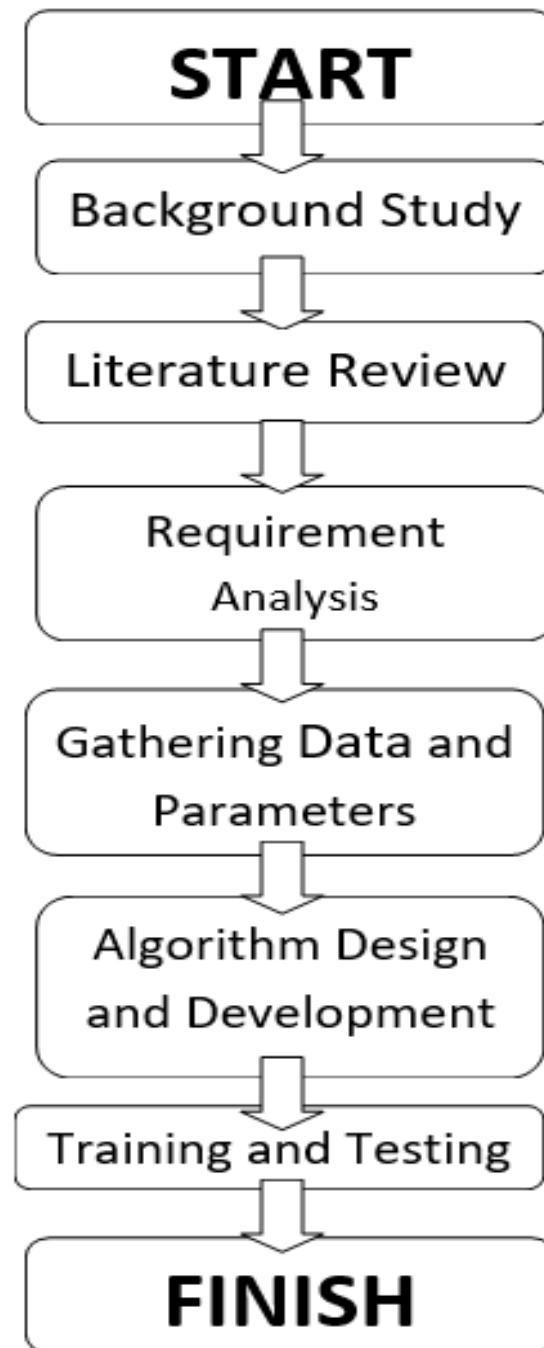 START
Background Study
Literature Review
Requirement
Analysis
Gathering Data and
Parameters
Algorithm Design
and Development
Training and Testing
FINISH